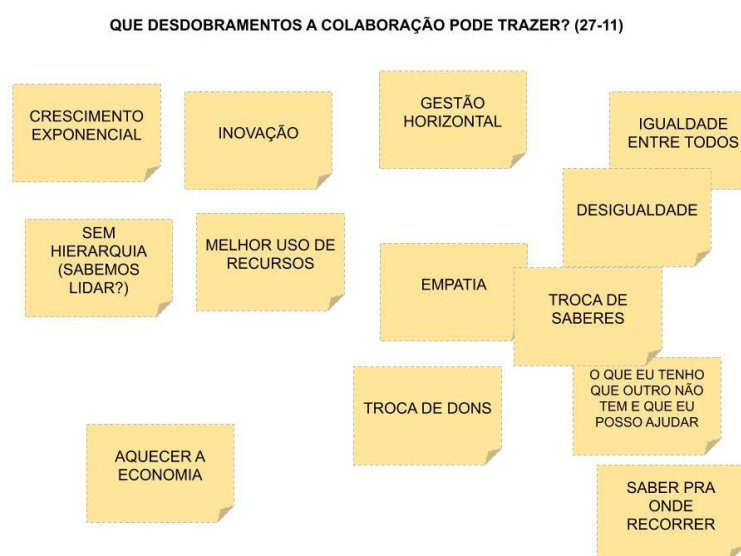 QUE DESDOBRAMENTOS A COLABORAÇÃO PODE TRAZER? (27-11)
CRESCIMENTO
EXPONENCIAL
INOVAÇÃO
GESTÃO
HORIZONTAL
IGUALDADE
ENTRE TODOS
DESIGUALDADE
SEM
HIERARQUIA
(SABEMOS
LIDAR?)
MELHOR USO DE
RECURSOS
EMPATIA
TROCA DE
SABERES
TROCA DE DONS
O QUE EU TENHO
QUE OUTRO NÃO
TEM E QUE EU
POSSO AJUDAR
AQUECER A
ECONOMIA
SABER PRA
ONDE
RECORRER